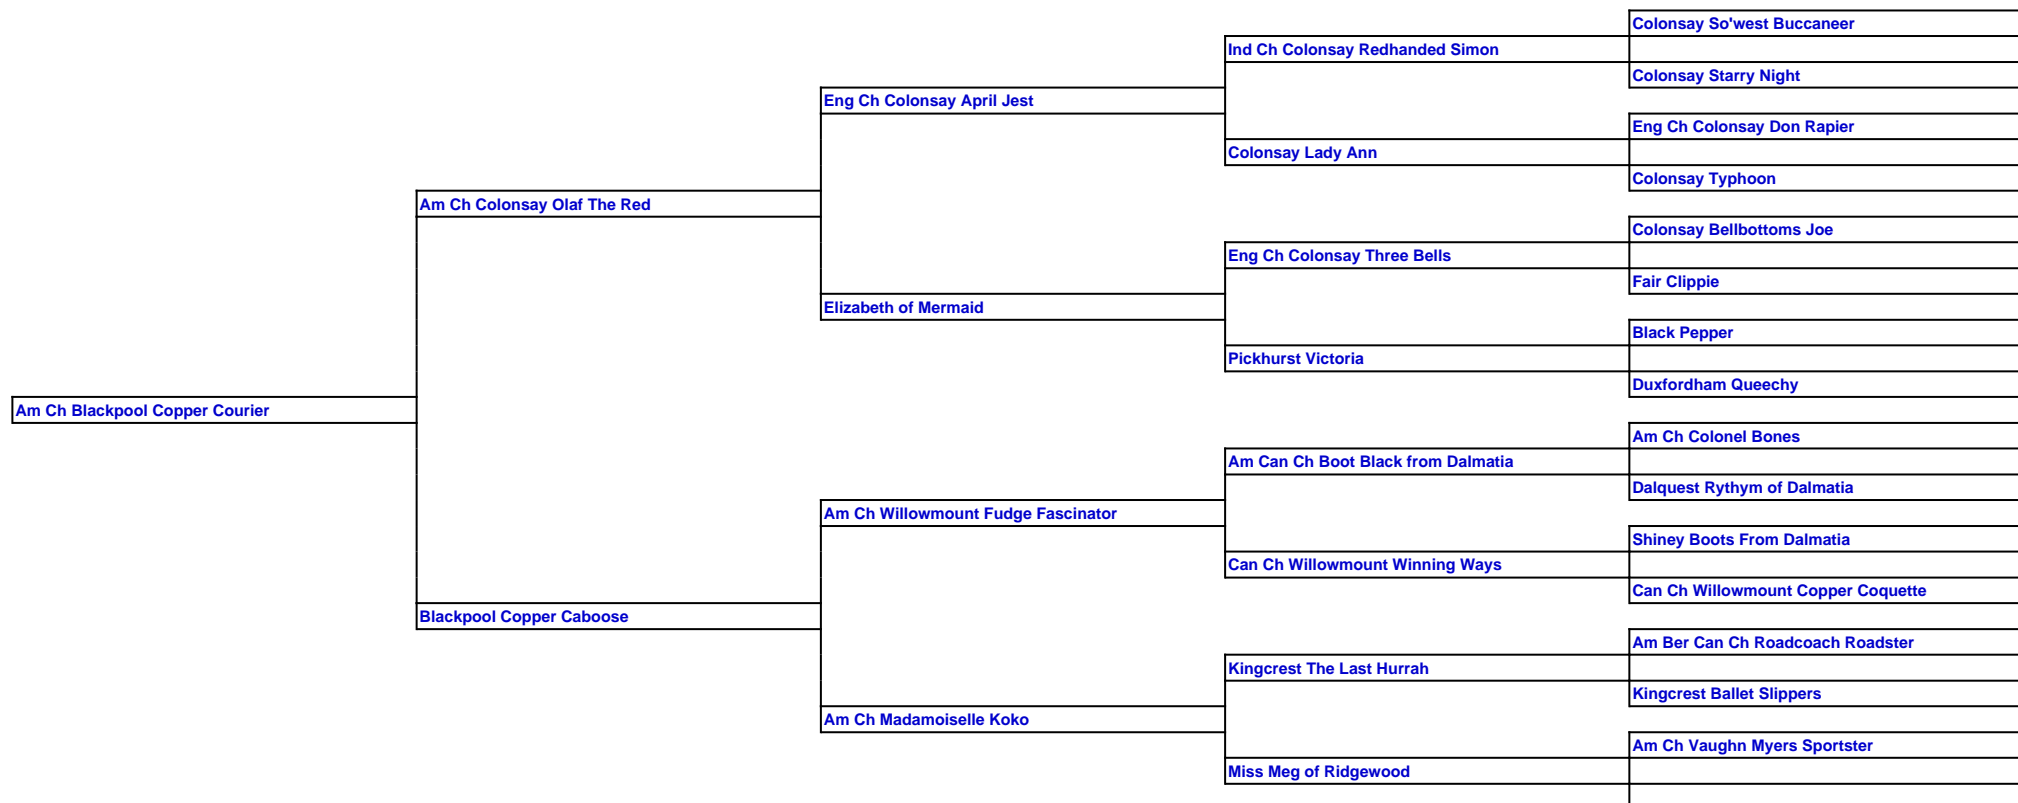 Colonsay So'west Buccaneer
Ind Ch Colonsay Redhanded Simon
Colonsay Starry Night
Eng Ch Colonsay April Jest
Eng Ch Colonsay Don Rapier
Colonsay Lady Ann
Colonsay Typhoon
Am Ch Colonsay Olaf The Red
Colonsay Bellbottoms Joe
Eng Ch Colonsay Three Bells
Fair Clippie
Elizabeth of Mermaid
Black Pepper
Pickhurst Victoria
Duxfordham Queechy
Am Ch Blackpool Copper Courier
Am Ch Colonel Bones
Am Can Ch Boot Black from Dalmatia
Dalquest Rythym of Dalmatia
Am Ch Willowmount Fudge Fascinator
Shiney Boots From Dalmatia
Can Ch Willowmount Winning Ways
Can Ch Willowmount Copper Coquette
Blackpool Copper Caboose
Am Ber Can Ch Roadcoach Roadster
Kingcrest The Last Hurrah
Kingcrest Ballet Slippers
Am Ch Madamoiselle Koko
Am Ch Vaughn Myers Sportster
Miss Meg of Ridgewood